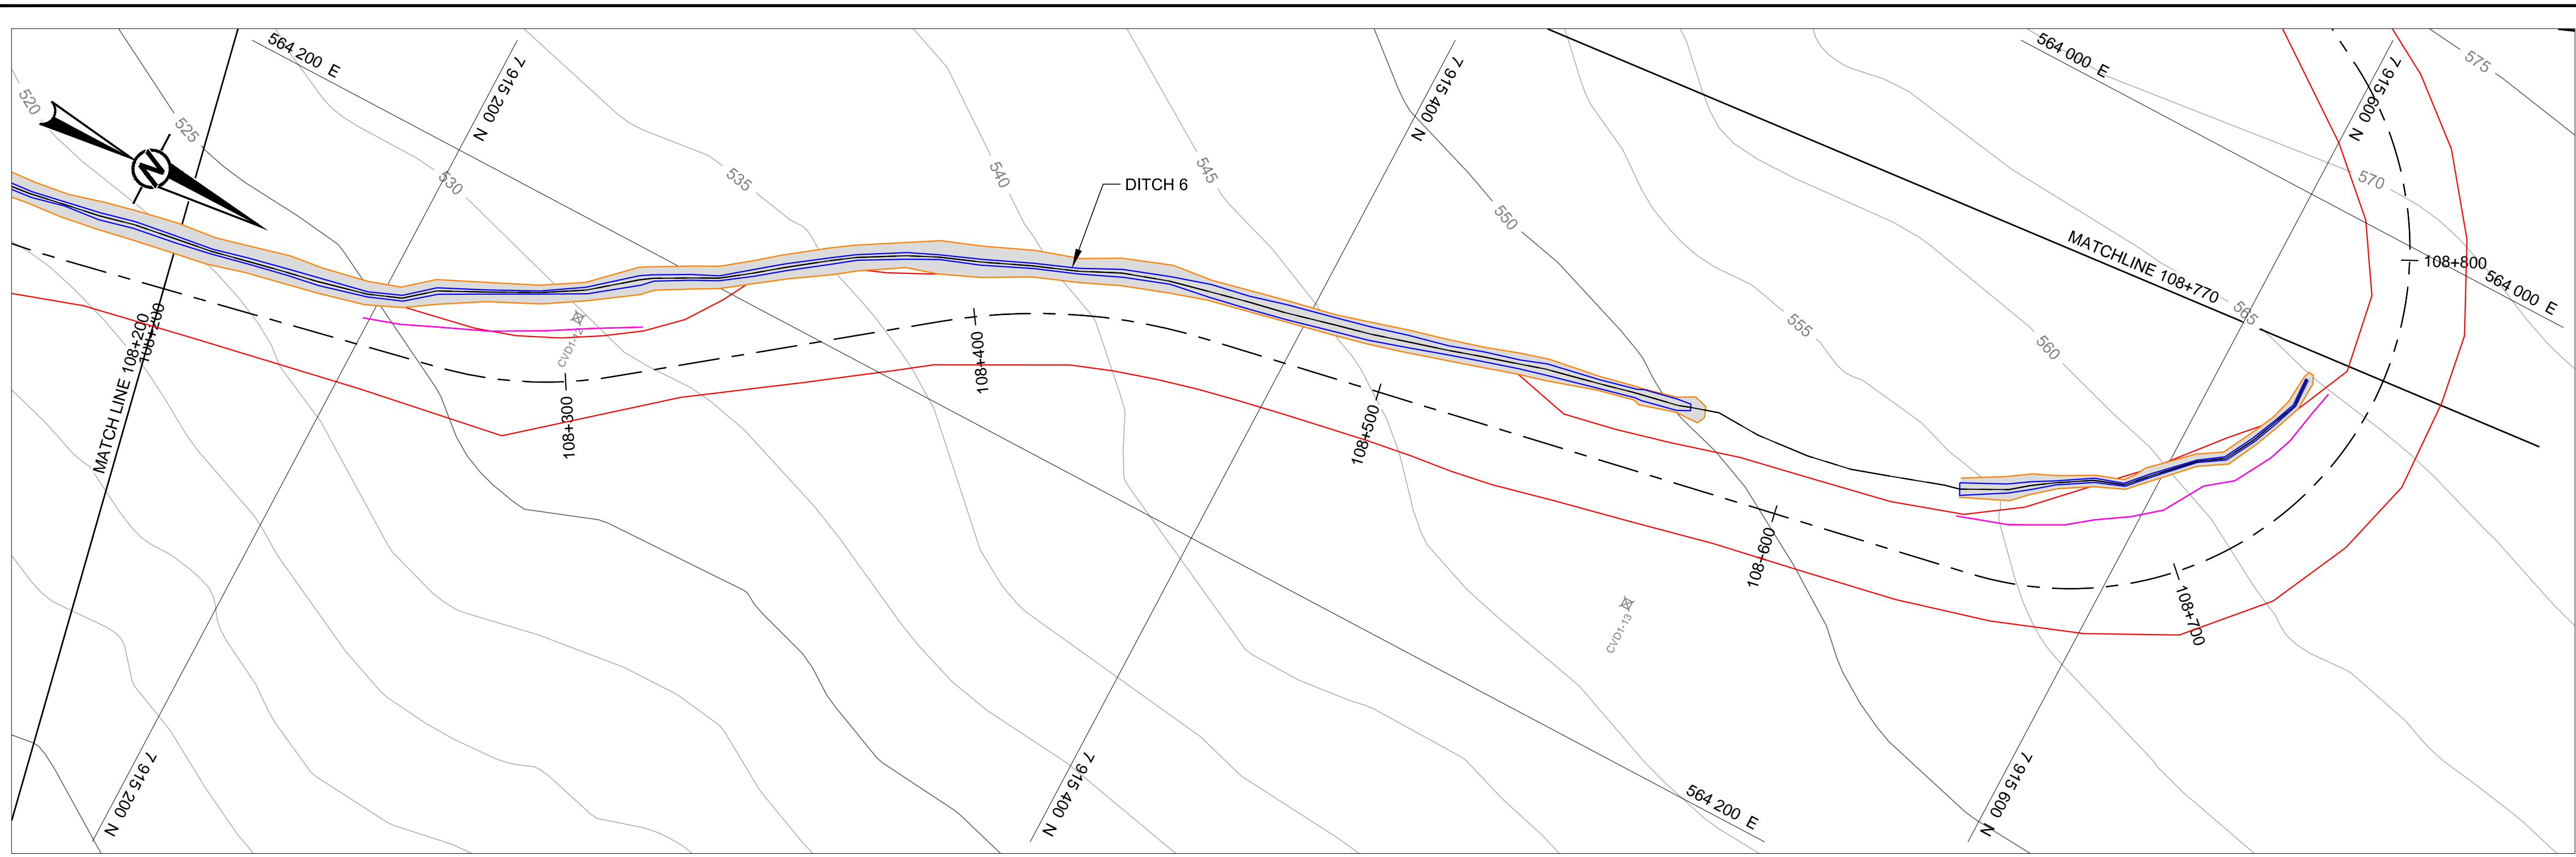 564 200 E
7 915 200 N
7 915 400 N
564 000 E
7 915 600 N
575
520
525
N
530
535
540
545
DITCH 6
550
570
MATCHLINE 108+770
108+800
564 000 E
565
555
560
MATCH LINE 108+200
108+200
CVD1-12
108+300
108+400
108+500
108+600
CVD1-13
108+700
7 915 200 N
7 915 400 N
564 200 E
7 915 600 N